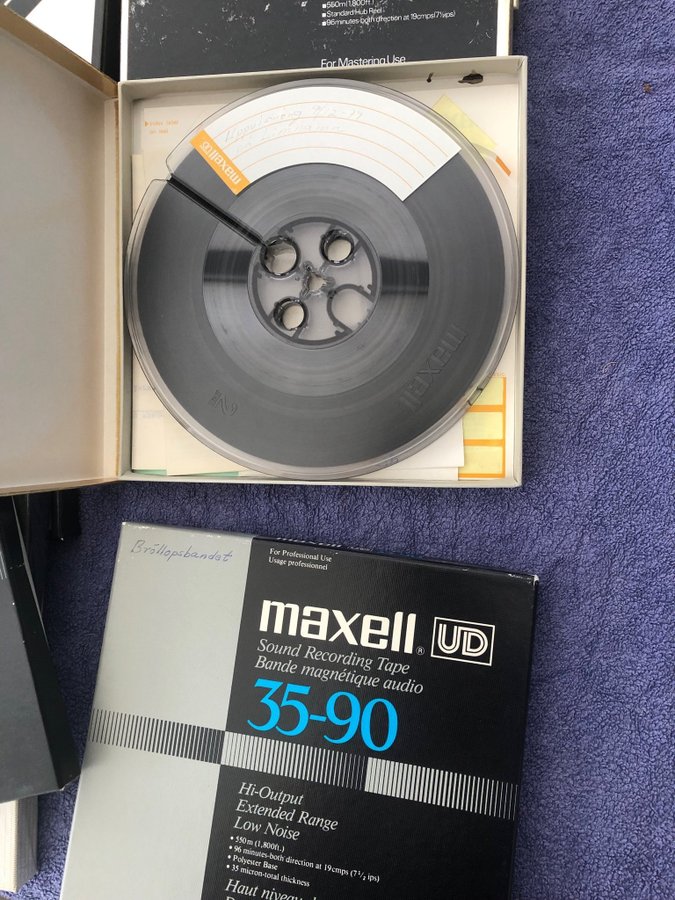 550m (1,800ft.)
Standard Hub Reel
96 minutes-both direction at 19cmps (7½ips)
For Mastering Use
maxell UD
maxell
Bröllopsbandet
For Professional Use
Usage professionnel
maxell® UD
Sound Recording Tape
Bande magnétique audio
35-90
Hi-Output
Extended Range
Low Noise
• 550m (1,800ft.)
• 96 minutes-both direction at 19cmps (7½ ips)
• Polyester Base
• 35 micron-total thickness
Haut niveau